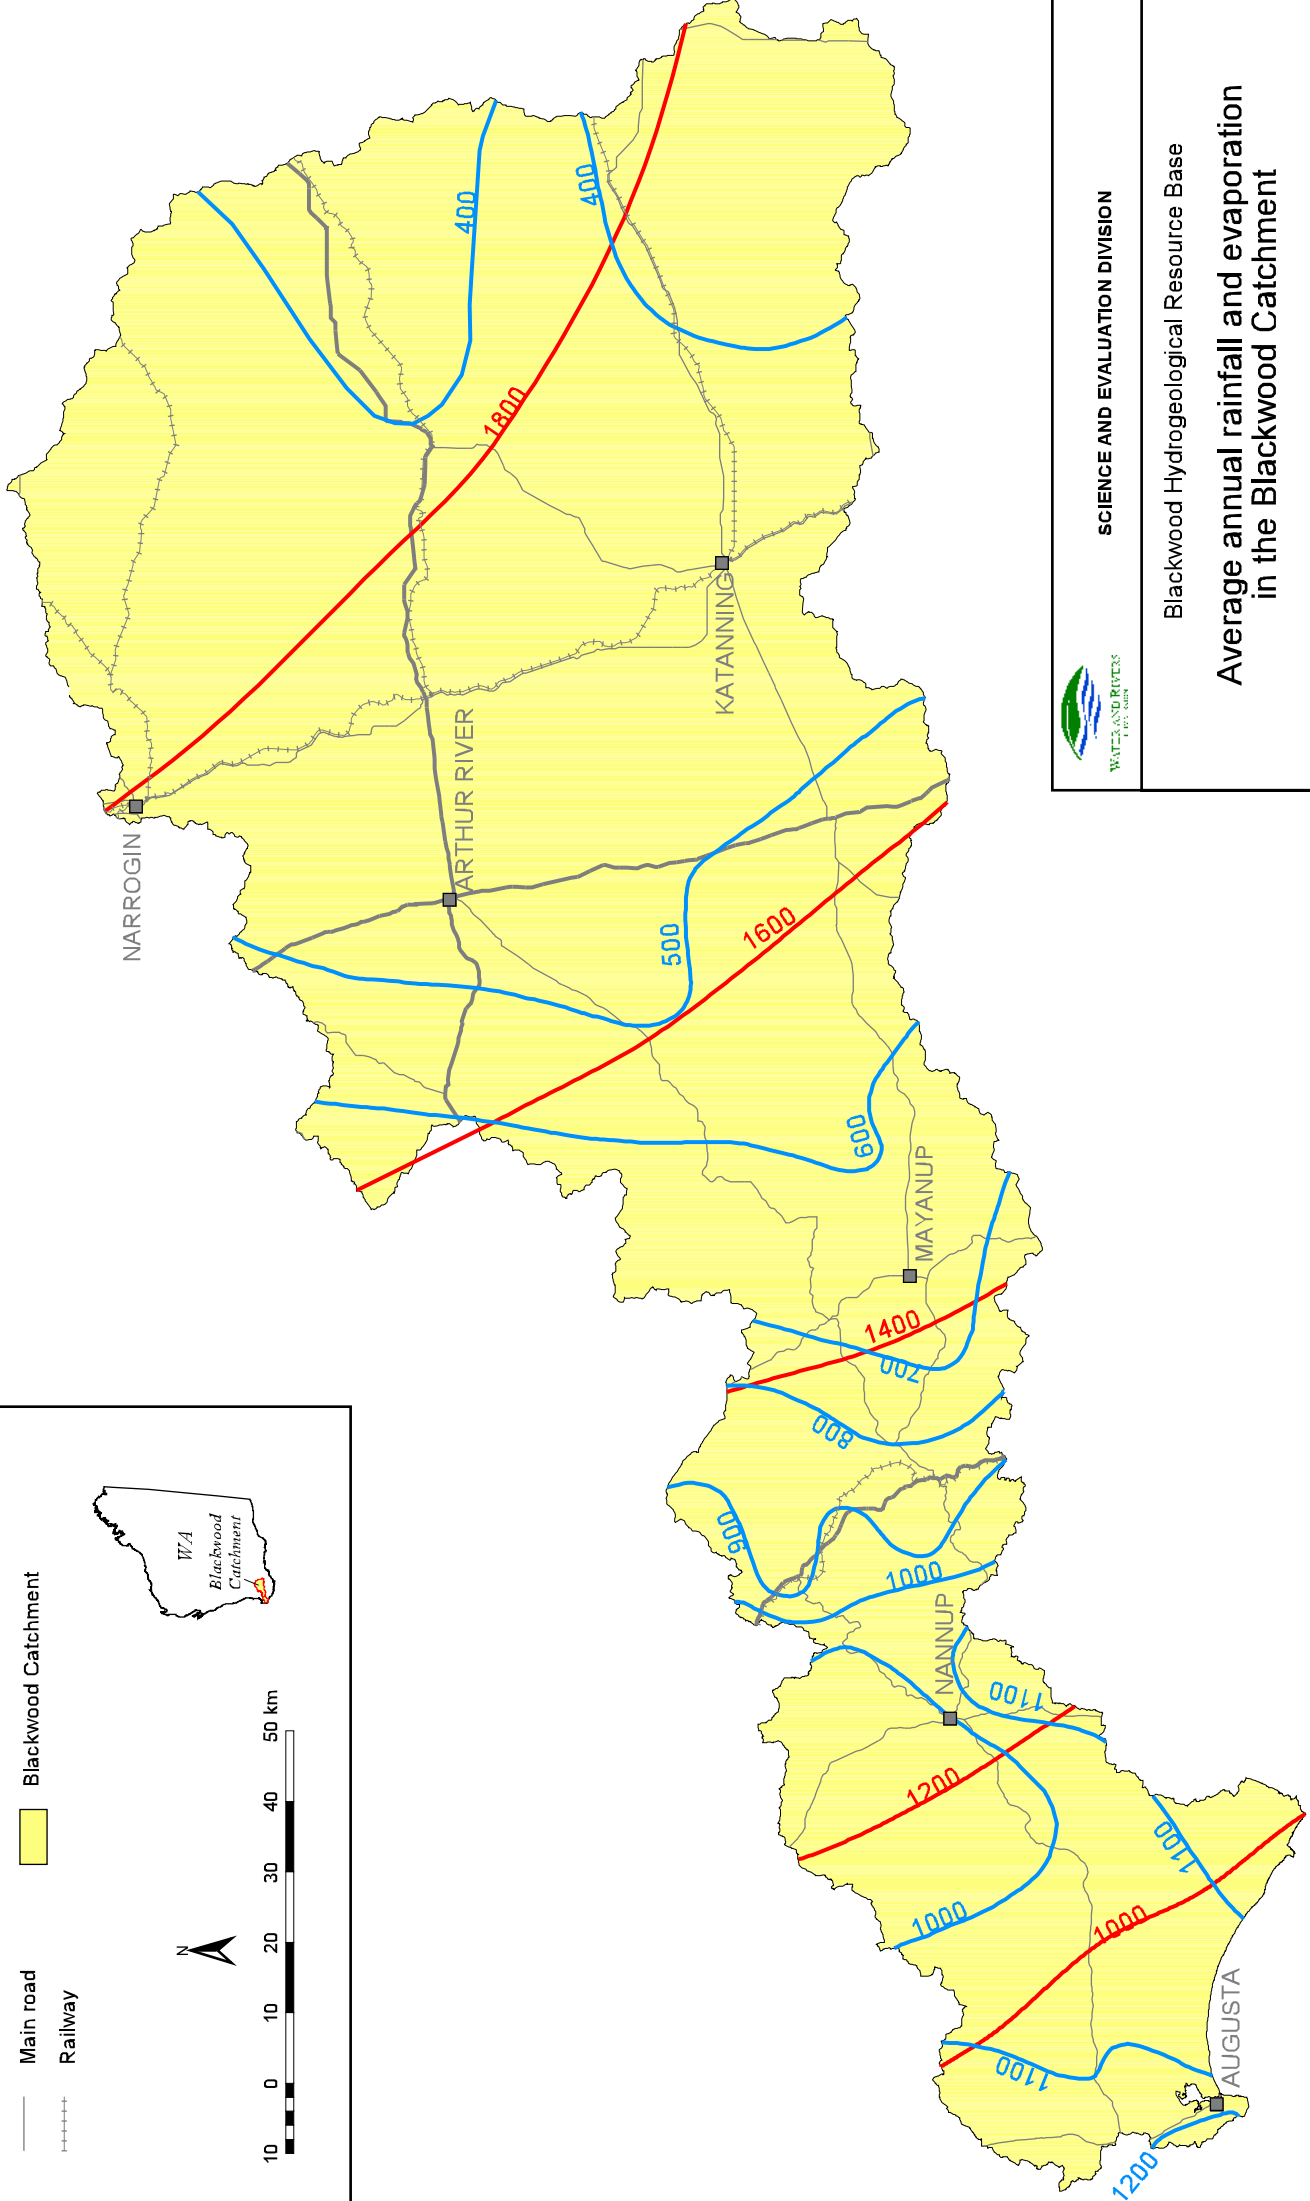 Main road
Railway
Blackwood Catchment
N
10 0 10 20 30 40 50 km
WA
Blackwood
Catchment
NARROGIN
ARTHUR RIVER
KATANNING
MAYANUP
NANNUP
AUGUSTA
400
400
500
600
700
800
900
1000
1000
1100
1100
1100
1200
1800
1600
1400
1200
1000
WATER AND RIVERS
SCIENCE AND EVALUATION DIVISION
Blackwood Hydrogeological Resource Base
Average annual rainfall and evaporation
in the Blackwood Catchment